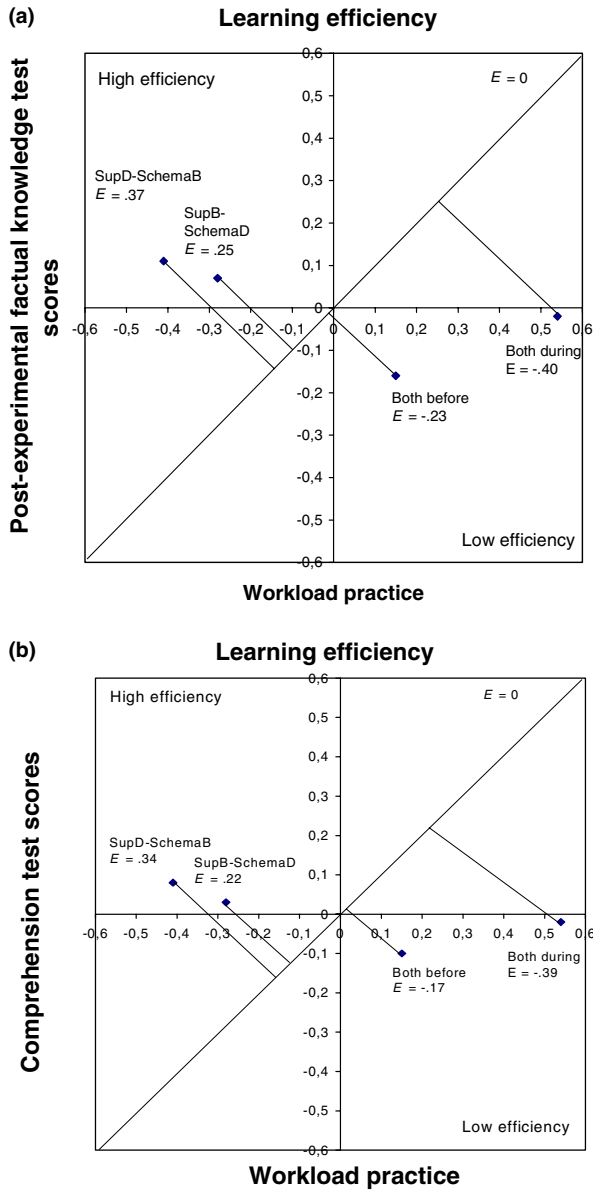 (a)
Learning efficiency
Post-experimental factual knowledge test
scores
0,6
High efficiency
E = 0
0,5
0,4
0,3
SupD-SchemaB
E = .37
0,2
SupB-
SchemaD
E = .25
0,1
0
-0,6 -0,5 -0,4 -0,3 -0,2 -0,1 0 0,1 0,2 0,3 0,4 0,5 0,6
-0,1
Both during
E = -.40
-0,2
Both before
E = -.23
-0,3
-0,4
-0,5
Low efficiency
-0,6
Workload practice
(b)
Learning efficiency
Comprehension test scores
0,6
High efficiency
E = 0
0,5
0,4
0,3
0,2
SupD-SchemaB
E = .34
SupB-SchemaD
E = .22
0,1
0
-0,6 -0,5 -0,4 -0,3 -0,2 -0,1 0 0,1 0,2 0,3 0,4 0,5 0,6
-0,1
Both during
E = -.39
Both before
E = -.17
-0,2
-0,3
-0,4
-0,5
Low efficiency
-0,6
Workload practice